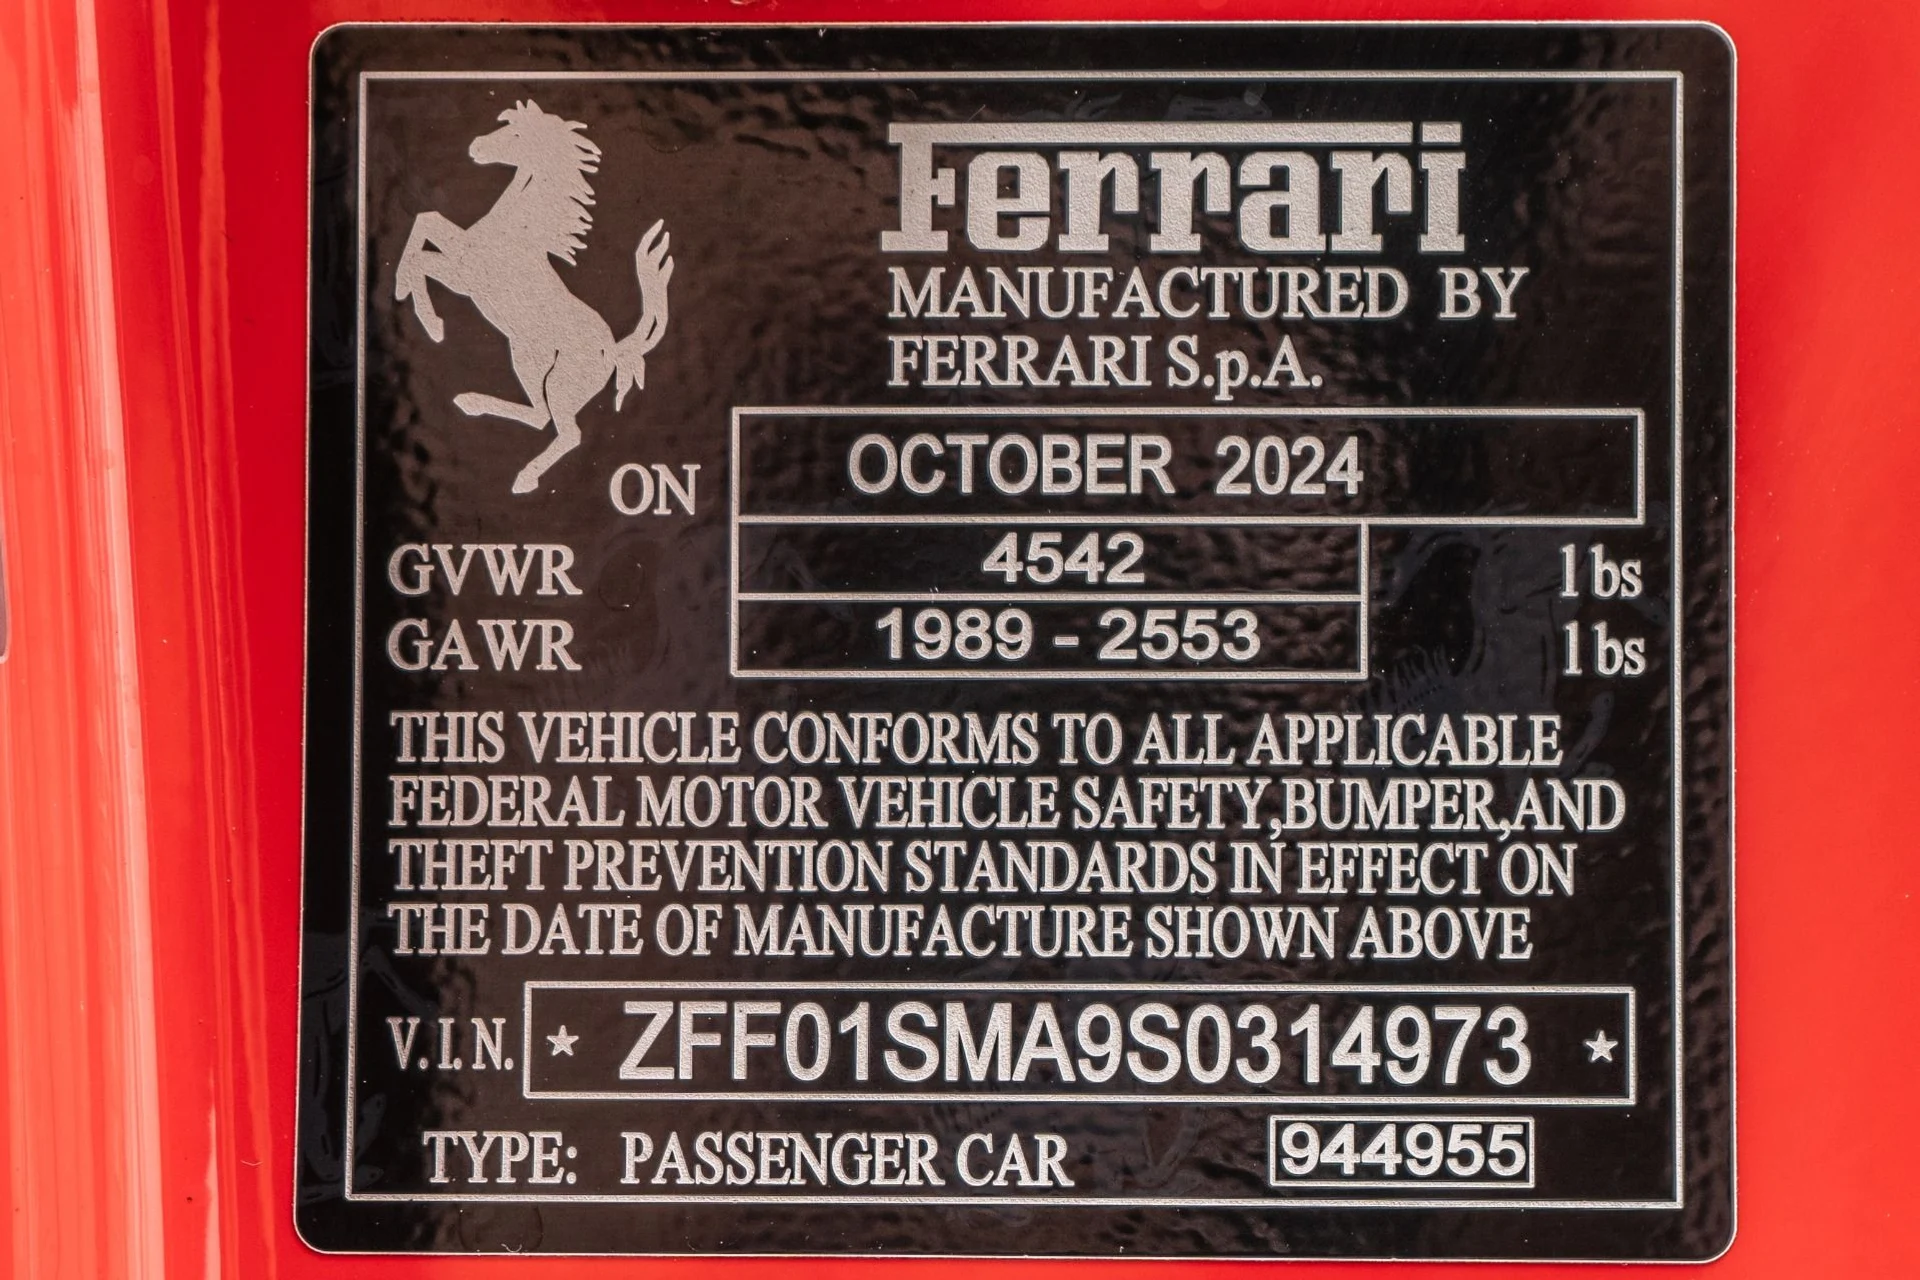 Ferrari
MANUFACTURED BY
FERRARI S.p.A.
ON OCTOBER 2024
GVWR 4542 lbs
GAWR 1989 - 2553 lbs
THIS VEHICLE CONFORMS TO ALL APPLICABLE
FEDERAL MOTOR VEHICLE SAFETY,BUMPER,AND
THEFT PREVENTION STANDARDS IN EFFECT ON
THE DATE OF MANUFACTURE SHOWN ABOVE
V.I.N. ★ ZFF01SMA9S0314973 ★
TYPE: PASSENGER CAR 944955